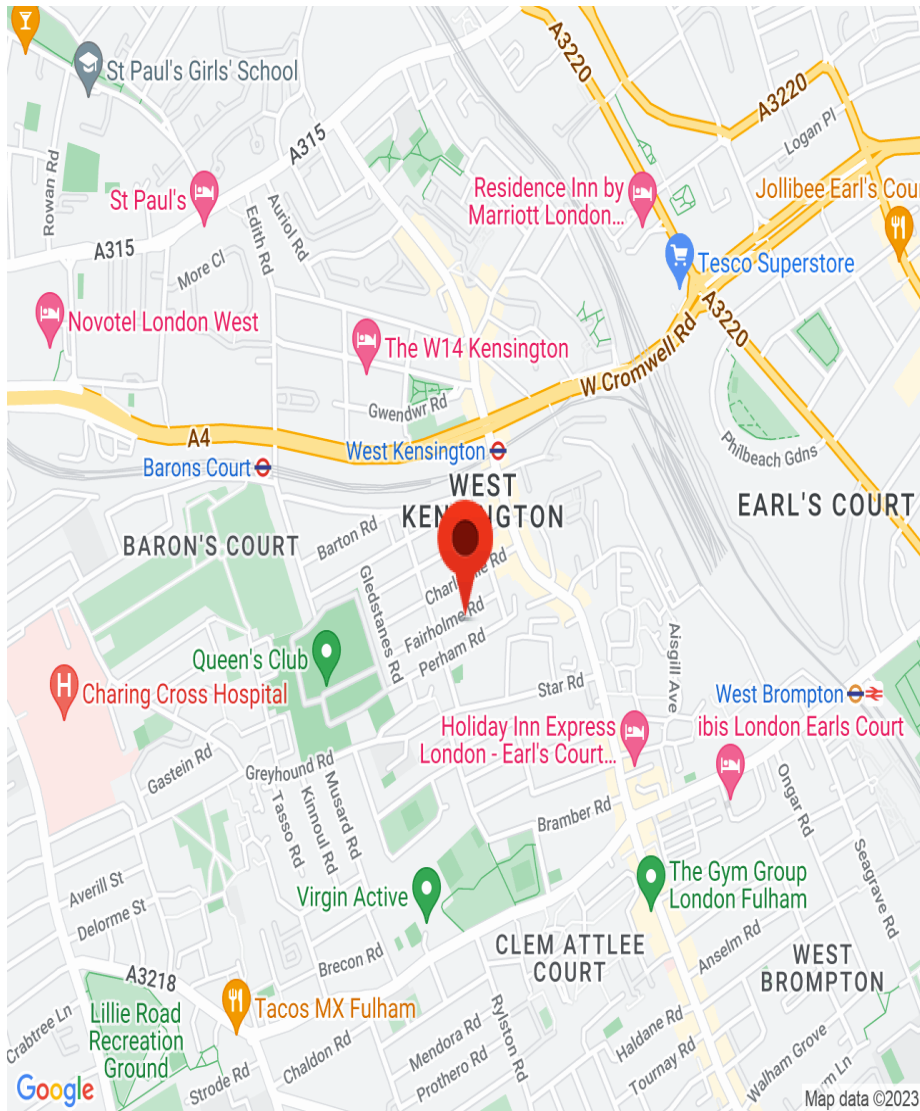 St Paul's Girls' School
A3220
A3220
Logan Pl
A315
Rowan Rd
Residence Inn by
Marriott London...
Jollibee Earl's Cou
St Paul's
Auriol Rd
Edith Rd
A315
More Cl
Tesco Superstore
A3220
Novotel London West
The W14 Kensington
W Cromwell Rd
Gwendwr Rd
A4
West Kensington
Philbeach Gdns
Barons Court
WEST
EARL'S COURT
Barton Rd
BARON'S COURT
Gledstanes Rd
Fairholme Rd
Perham Rd
Aisgill Ave
Queen's Club
Charing Cross Hospital
Star Rd
West Brompton
Holiday Inn Express
London - Earl's Court...
ibis London Earls Court
Gastein Rd
Greyhound Rd
Musard Rd
Kinnoul Rd
Tasso Rd
Bramber Rd
Ongar Rd
Seagrave Rd
Averill St
Virgin Active
The Gym Group
London Fulham
Delorme St
Brecon Rd
CLEM ATTLEE
COURT
Anselm Rd
WEST
BROMPTON
A3218
Tacos MX Fulham
Lillie Road
Recreation
Ground
Crabtree Ln
Chaldon Rd
Mendora Rd
Rylston Rd
Haldane Rd
Prothero Rd
Tournay Rd
Walham Grove
Strode Rd
Google
Map data ©2023